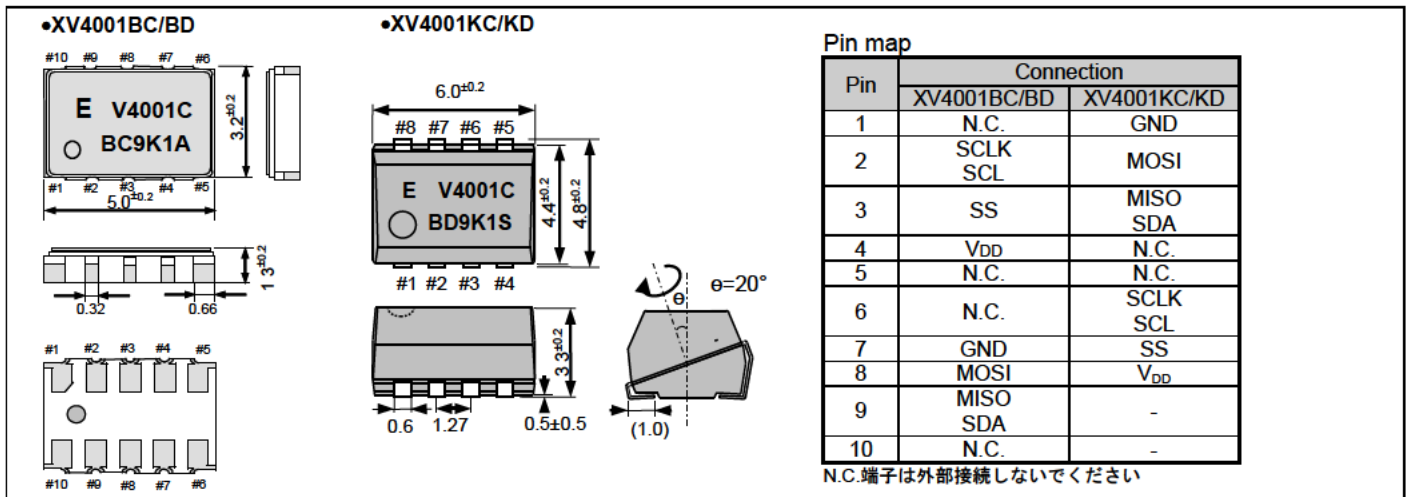 •XV4001BC/BD
#10 #9 #8 #7 #6
E V4001C
BC9K1A
3.2±0.2
#1 #2 #3 #4 #5
5.0±0.2
1 3±0.2
0.32 0.66
#1 #2 #3 #4 #5
#10 #9 #8 #7 #6
•XV4001KC/KD
6.0±0.2
#8 #7 #6 #5
E V4001C
BD9K1S
4.4±0.2
4.8±0.2
#1 #2 #3 #4
3.3±0.2
0.6 1.27 0.5±0.5
ɵ ɵ=20°
(1.0)
Pin map
Pin Connection
XV4001BC/BD XV4001KC/KD
1 N.C. GND
2 SCLK SCL MOSI
3 SS MISO SDA
4 VDD N.C.
5 N.C. N.C.
6 N.C. SCLK SCL
7 GND SS
8 MOSI VDD
9 MISO SDA -
10 N.C. -
N.C.端子は外部接続しないでください